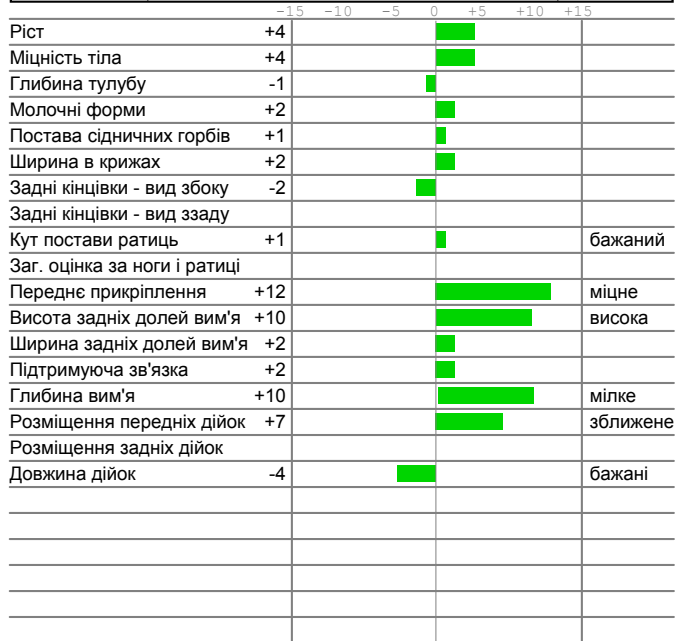 -15 -10 -5 0 +5 +10 +15
Ріст +4
Міцність тіла +4
Глибина тулубу -1
Молочні форми +2
Постава сідничних горбів +1
Ширина в крижах +2
Задні кінцівки - вид збоку -2
Задні кінцівки - вид ззаду
Кут постави ратиць +1 бажаний
Заг. оцінка за ноги і ратиці
Переднє прикріплення +12 міцне
Висота задніх долей вим'я +10 висока
Ширина задніх долей вим'я +2
Підтримуюча зв'язка +2
Глибина вим'я +10 мілке
Розміщення передніх дійок +7 зближене
Розміщення задніх дійок
Довжина дійок -4 бажані